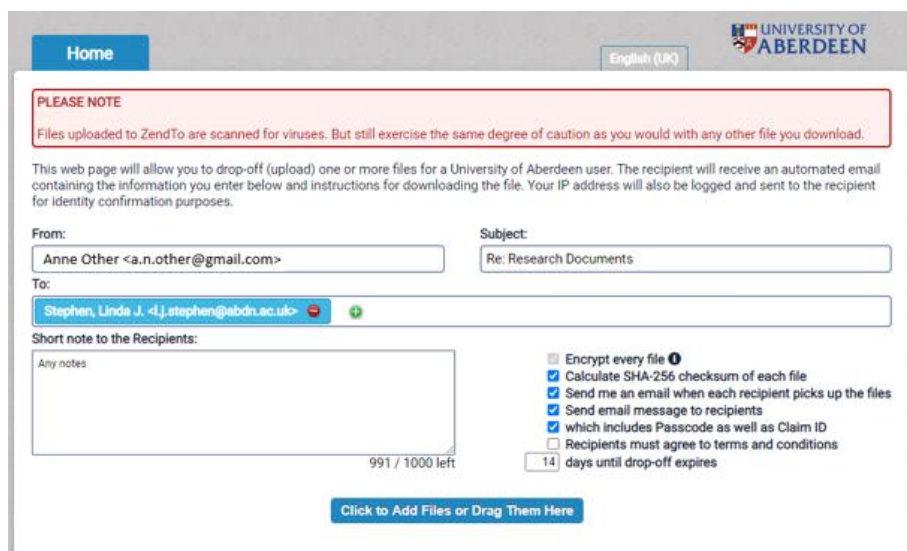 UNIVERSITY OF
ABERDEEN
Home
English (UK)
PLEASE NOTE
Files uploaded to ZendTo are scanned for viruses. But still exercise the same degree of caution as you would with any other file you download.
This web page will allow you to drop-off (upload) one or more files for a University of Aberdeen user. The recipient will receive an automated email
containing the information you enter below and instructions for downloading the file. Your IP address will also be logged and sent to the recipient
for identity confirmation purposes.
From:
Anne Other <a.n.other@gmail.com>
Subject:
Re: Research Documents
To:
Stephen, Linda J. <l.j.stephen@abdn.ac.uk>
Short note to the Recipients:
Any notes
991 / 1000 left
Encrypt every file
Calculate SHA-256 checksum of each file
Send me an email when each recipient picks up the files
Send email message to recipients
which includes Passcode as well as Claim ID
Recipients must agree to terms and conditions
14 days until drop-off expires
Click to Add Files or Drag Them Here